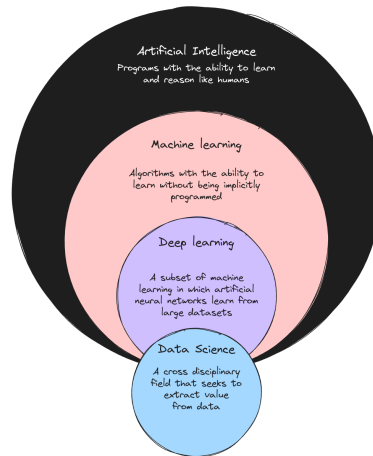 Artificial Intelligence
Programs with the ability to learn
and reason like humans
Machine learning
Algorithms with the ability to
learn without being implicitly
programmed
Deep learning
A subset of machine
learning in which artificial
neural networks learn from
large datasets
Data Science
A cross disciplinary
field that seeks to
extract value
from data